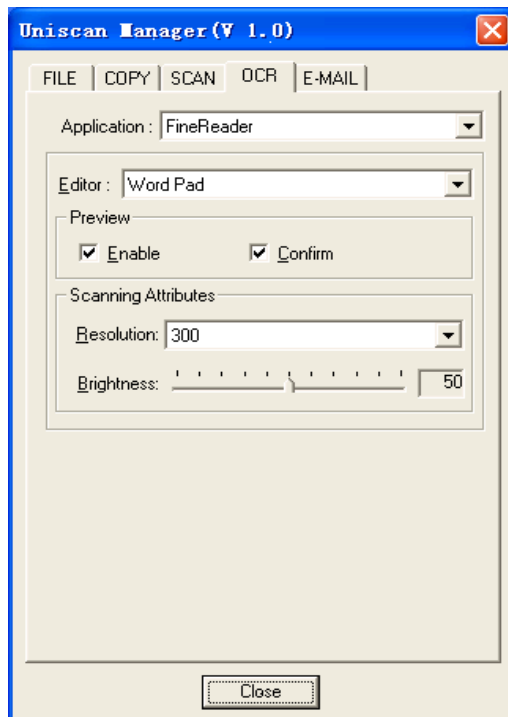 Uniscan Manager(V 1.0)
FILE COPY SCAN OCR E-MAIL
Application : FineReader
Editor : Word Pad
Preview
Enable Confirm
Scanning Attributes
Resolution: 300
Brightness: 50
Close